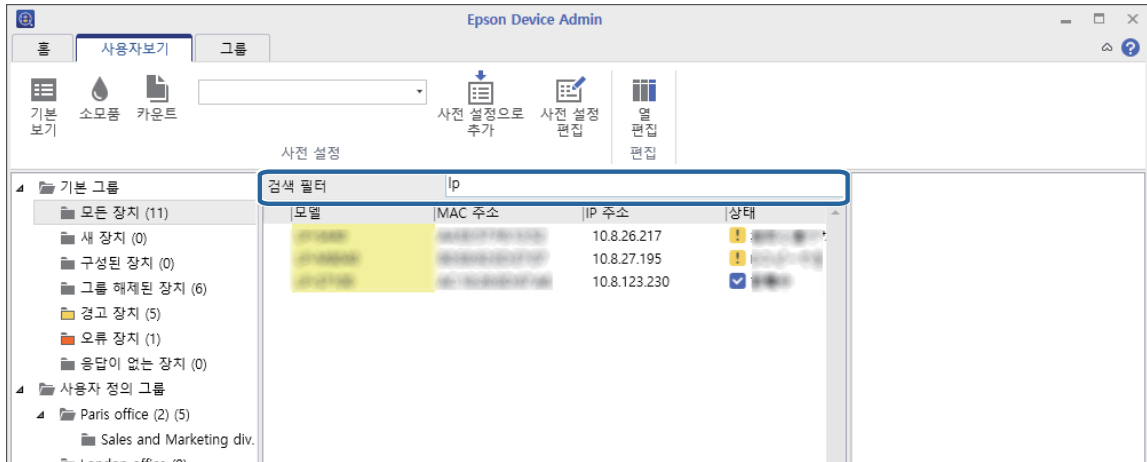 Epson Device Admin
홈 사용자보기 그룹
기본 보기
소모품
카운트
사전 설정으로 추가
사전 설정 편집
열 편집
사전 설정
편집
기본 그룹
모든 장치 (11)
새 장치 (0)
구성된 장치 (0)
그룹 해제된 장치 (6)
경고 장치 (5)
오류 장치 (1)
응답이 없는 장치 (0)
사용자 정의 그룹
Paris office (2) (5)
Sales and Marketing div.
검색 필터 lp
모델 MAC 주소 IP 주소 상태
10.8.26.217
10.8.27.195
10.8.123.230